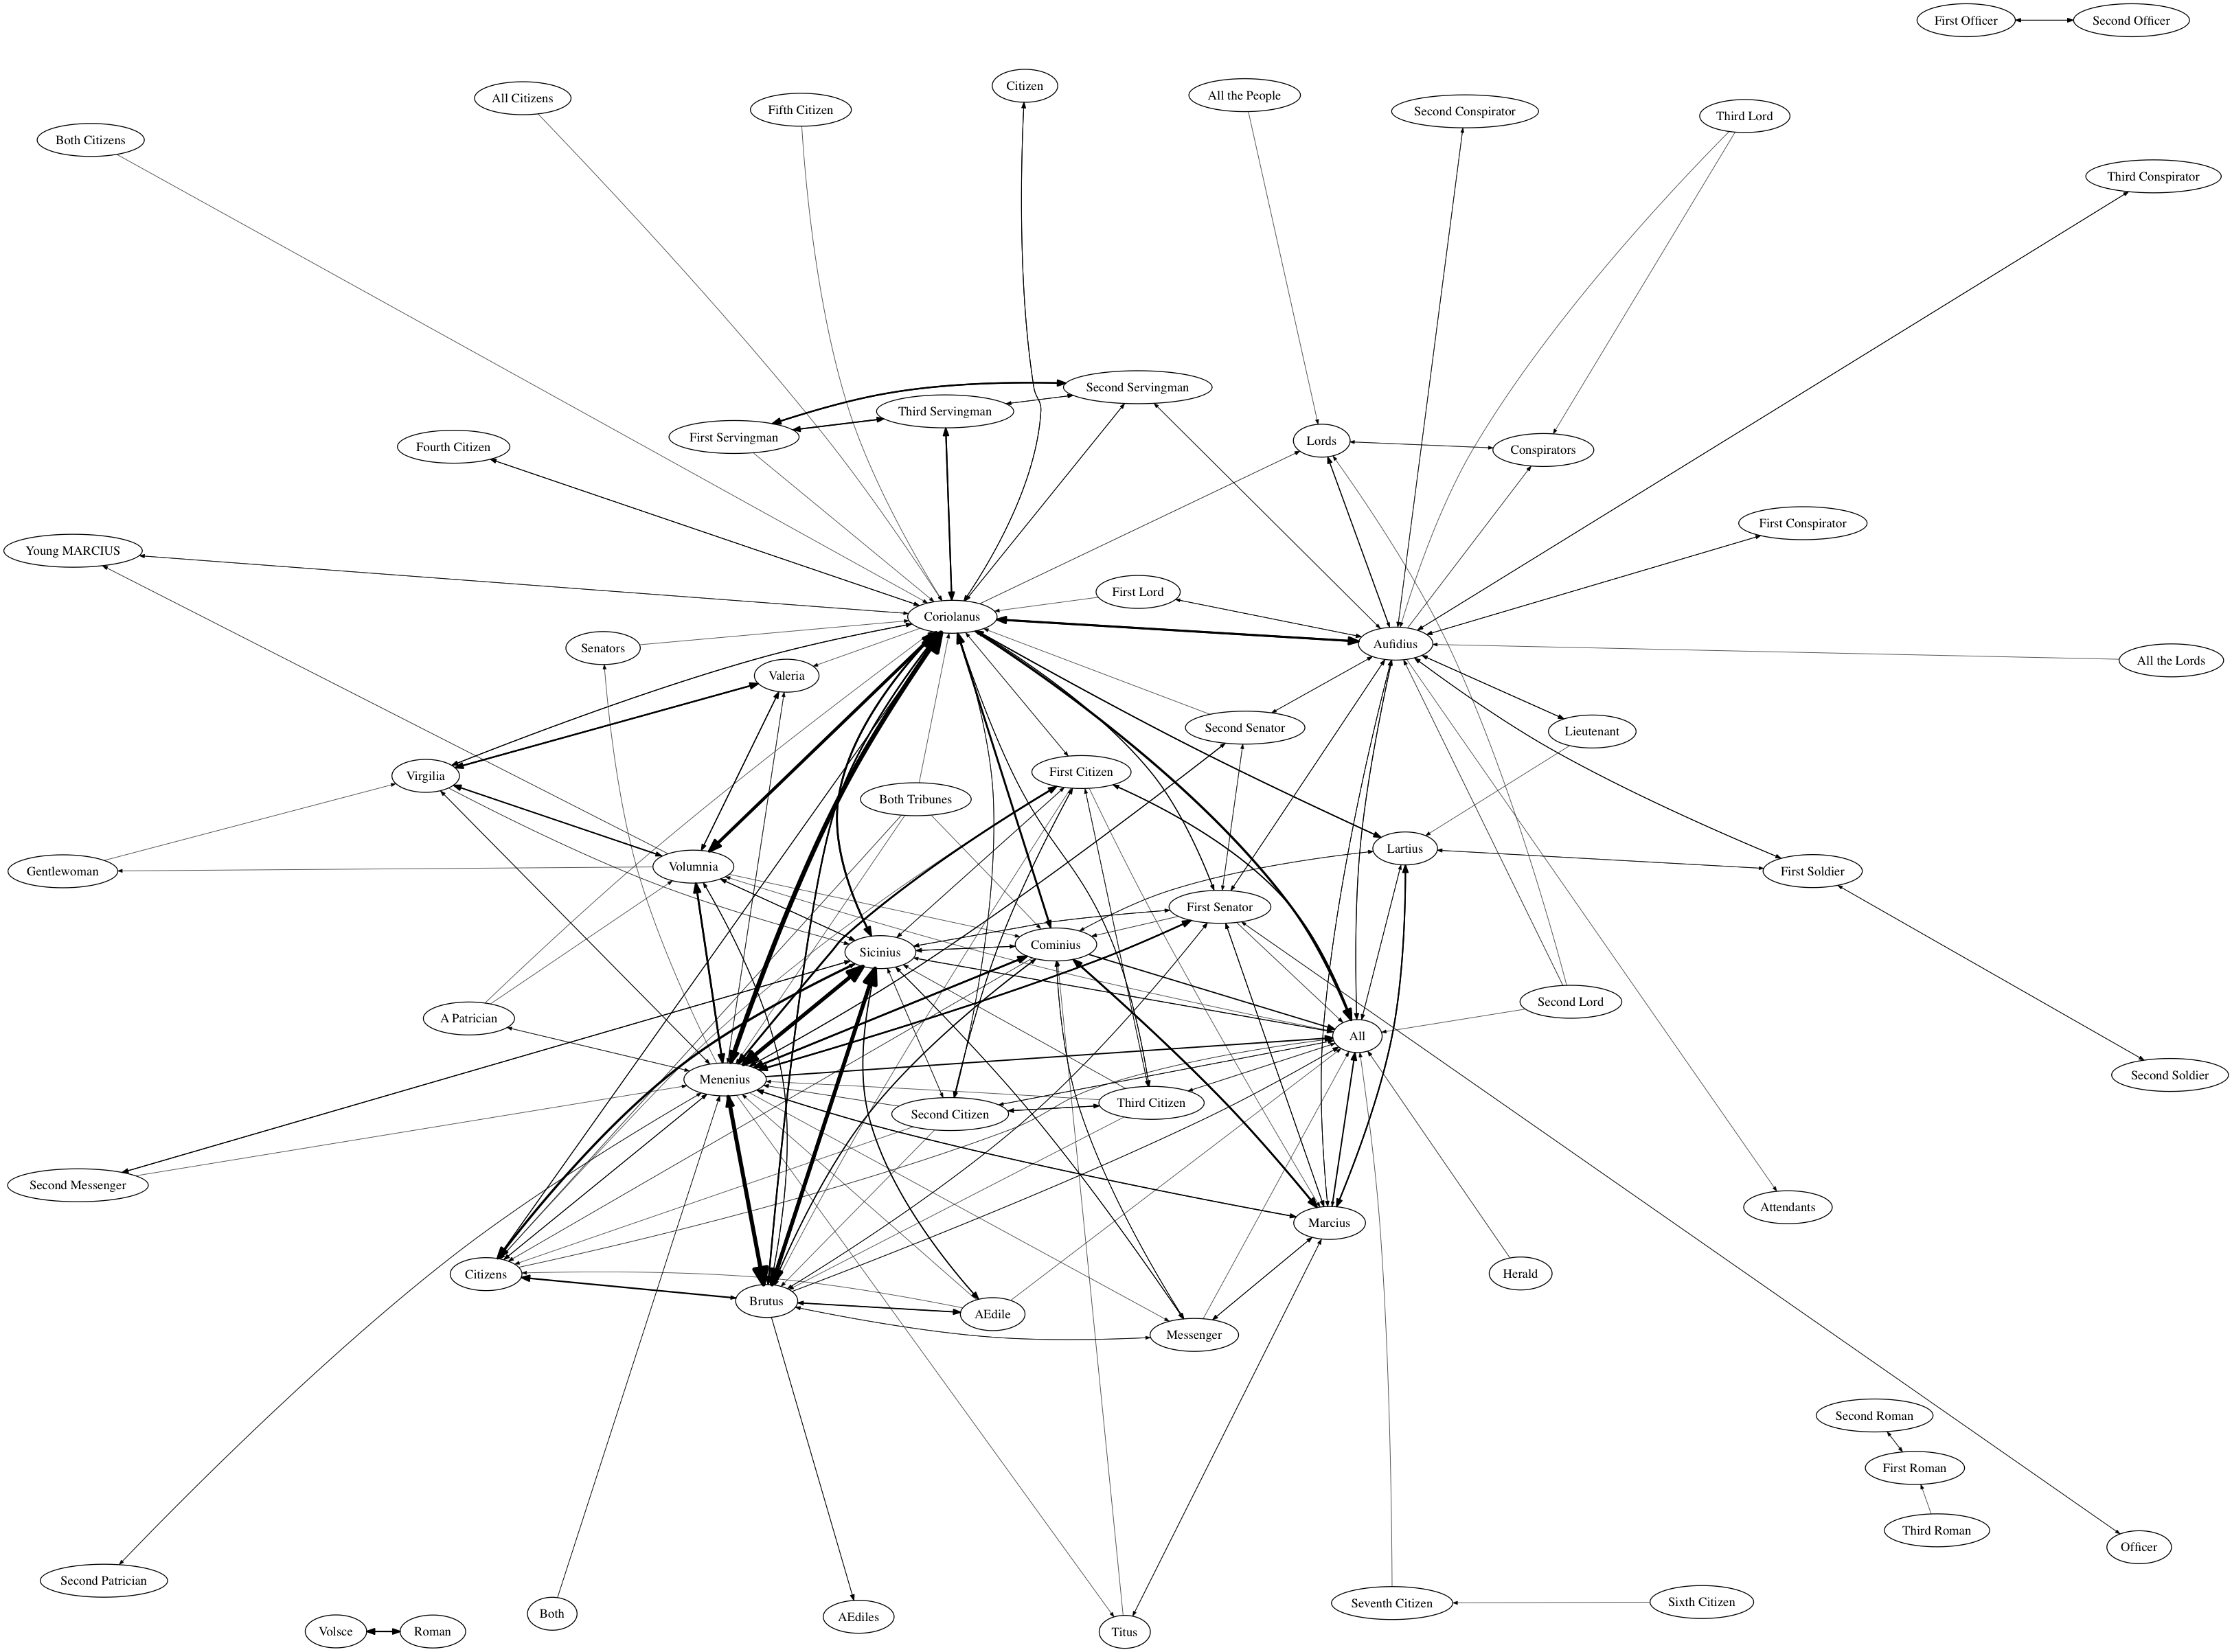 First Officer
Second Officer
Citizen
All the People
All Citizens
Fifth Citizen
Second Conspirator
Third Lord
Both Citizens
Third Conspirator
Second Servingman
Third Servingman
First Servingman
Lords
Fourth Citizen
Conspirators
First Conspirator
Young MARCIUS
First Lord
Coriolanus
Aufidius
Senators
All the Lords
Valeria
Second Senator
Lieutenant
First Citizen
Virgilia
Both Tribunes
Lartius
Volumnia
Gentlewoman
First Soldier
First Senator
Cominius
Sicinius
Second Lord
A Patrician
All
Second Soldier
Menenius
Third Citizen
Second Citizen
Second Messenger
Attendants
Marcius
Citizens
Herald
Brutus
AEdile
Messenger
Second Roman
First Roman
Third Roman
Officer
Second Patrician
Seventh Citizen
Sixth Citizen
Both
AEdiles
Volsce
Roman
Titus